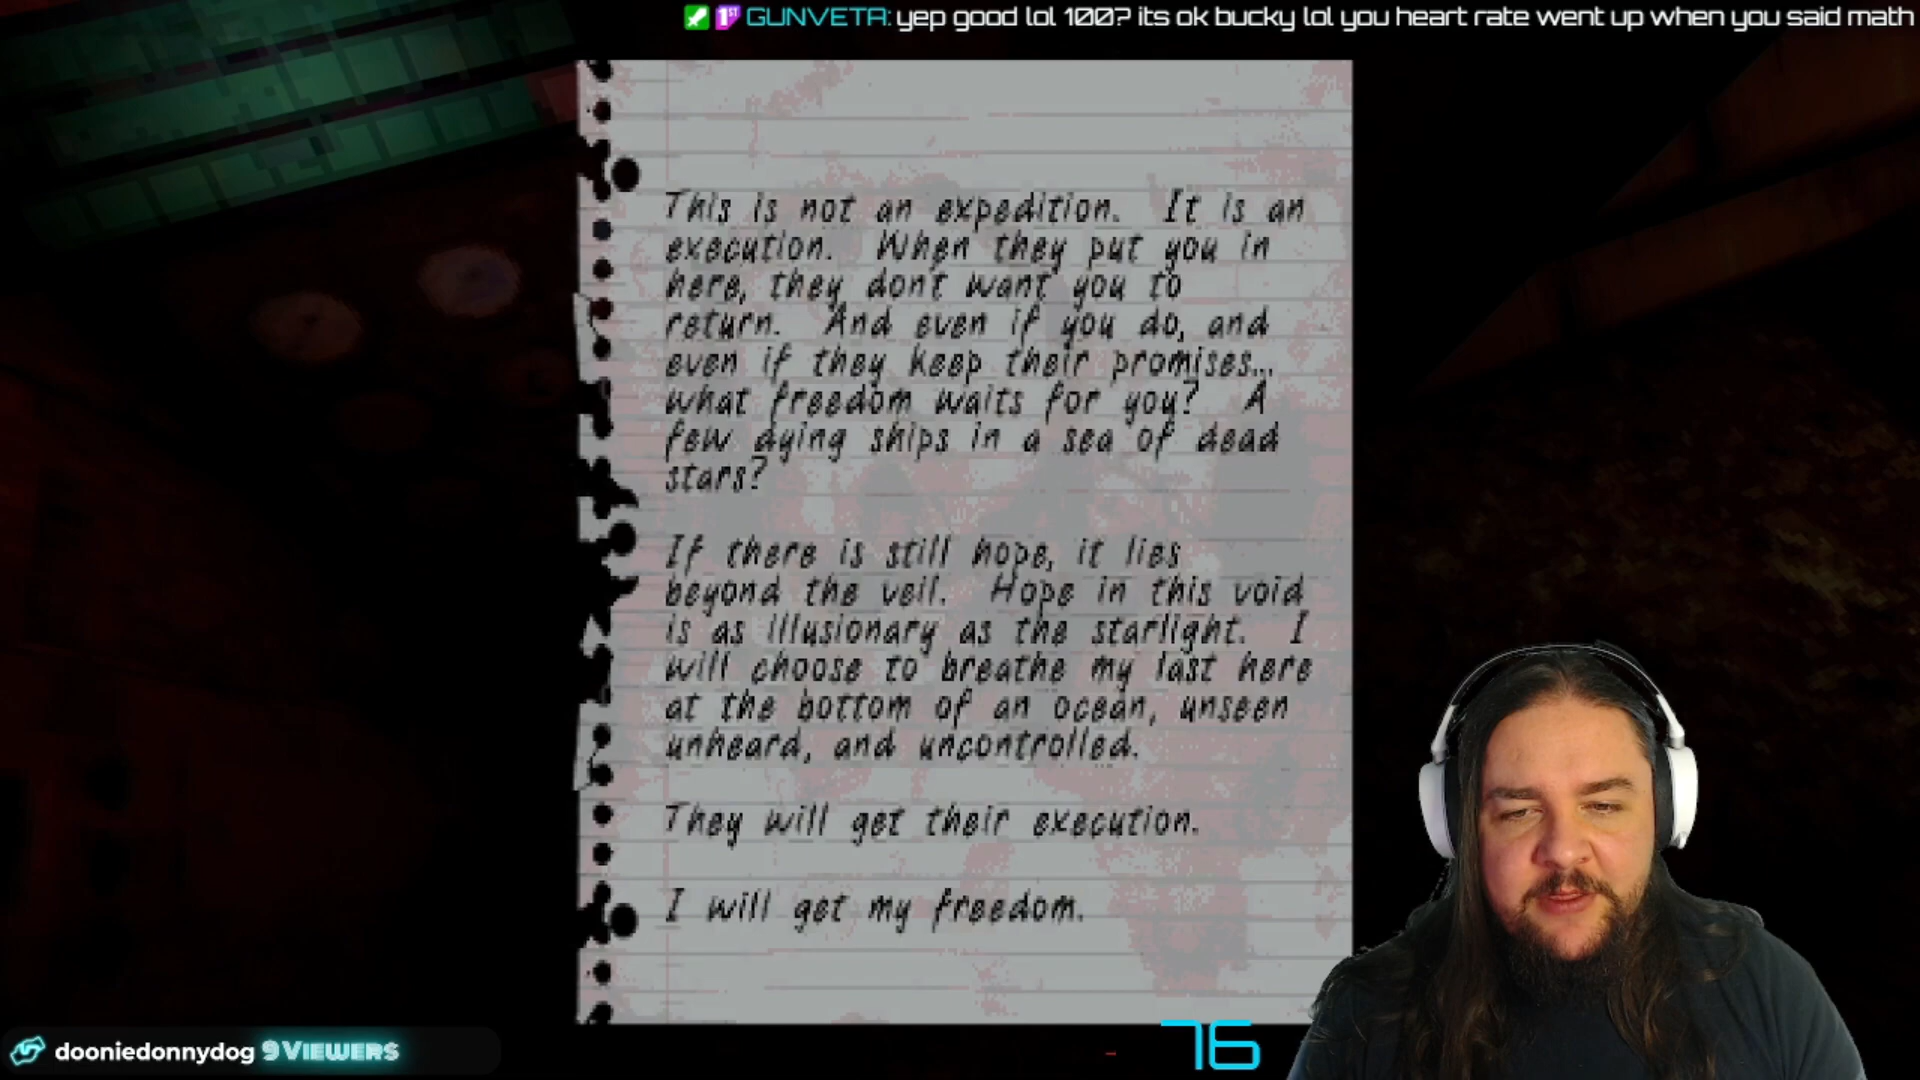 GUNVETA: yep good lol 100? its ok bucky lol you heart rate went up when you said math
This is not an expedition. It is an
execution. When they put you in
here, they don't want you to
return. And even if you do, and
even if they keep their promises...
what freedom waits for you? A
few dying ships in a sea of dead
stars?
If there is still hope, it lies
beyond the veil. Hope in this void
is as illusionary as the starlight. I
will choose to breathe my last here
at the bottom of an ocean, unseen
unheard, and uncontrolled.
They will get their execution.
I will get my freedom.
dooniedonnydog 9 VIEWERS
76